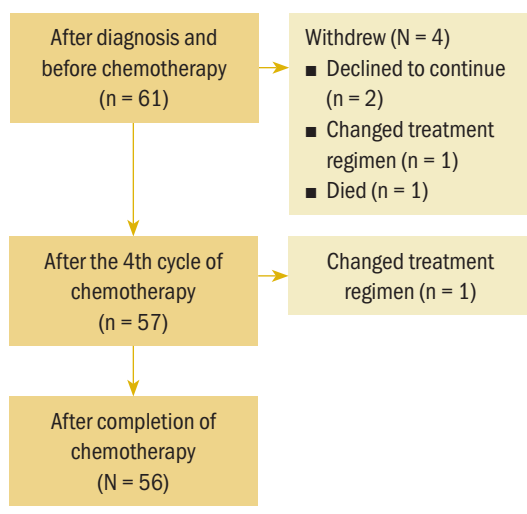 After diagnosis and
before chemotherapy
(n = 61)
Withdrew (N = 4)
■ Declined to continue
(n = 2)
■ Changed treatment
regimen (n = 1)
■ Died (n = 1)
After the 4th cycle of
chemotherapy
(n = 57)
Changed treatment
regimen (n = 1)
After completion of
chemotherapy
(N = 56)